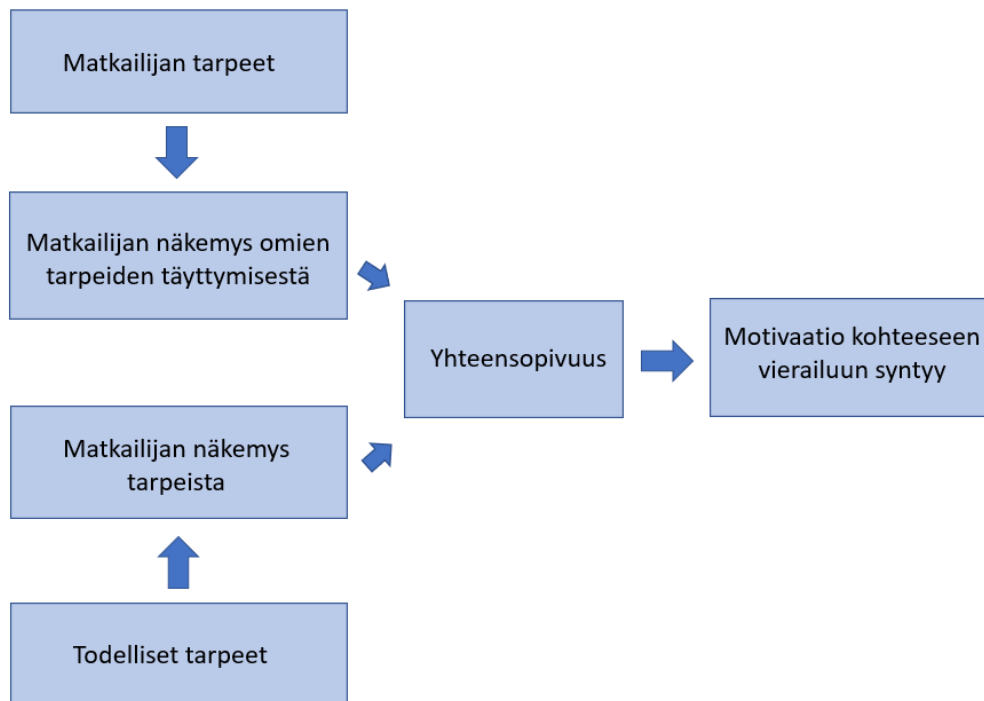 Matkailijan tarpeet
Matkailijan näkemys omien
tarpeiden täyttymisestä
Yhteensopivuus
Motivaatio kohteeseen
vierailuun syntyy
Matkailijan näkemys
tarpeista
Todelliset tarpeet